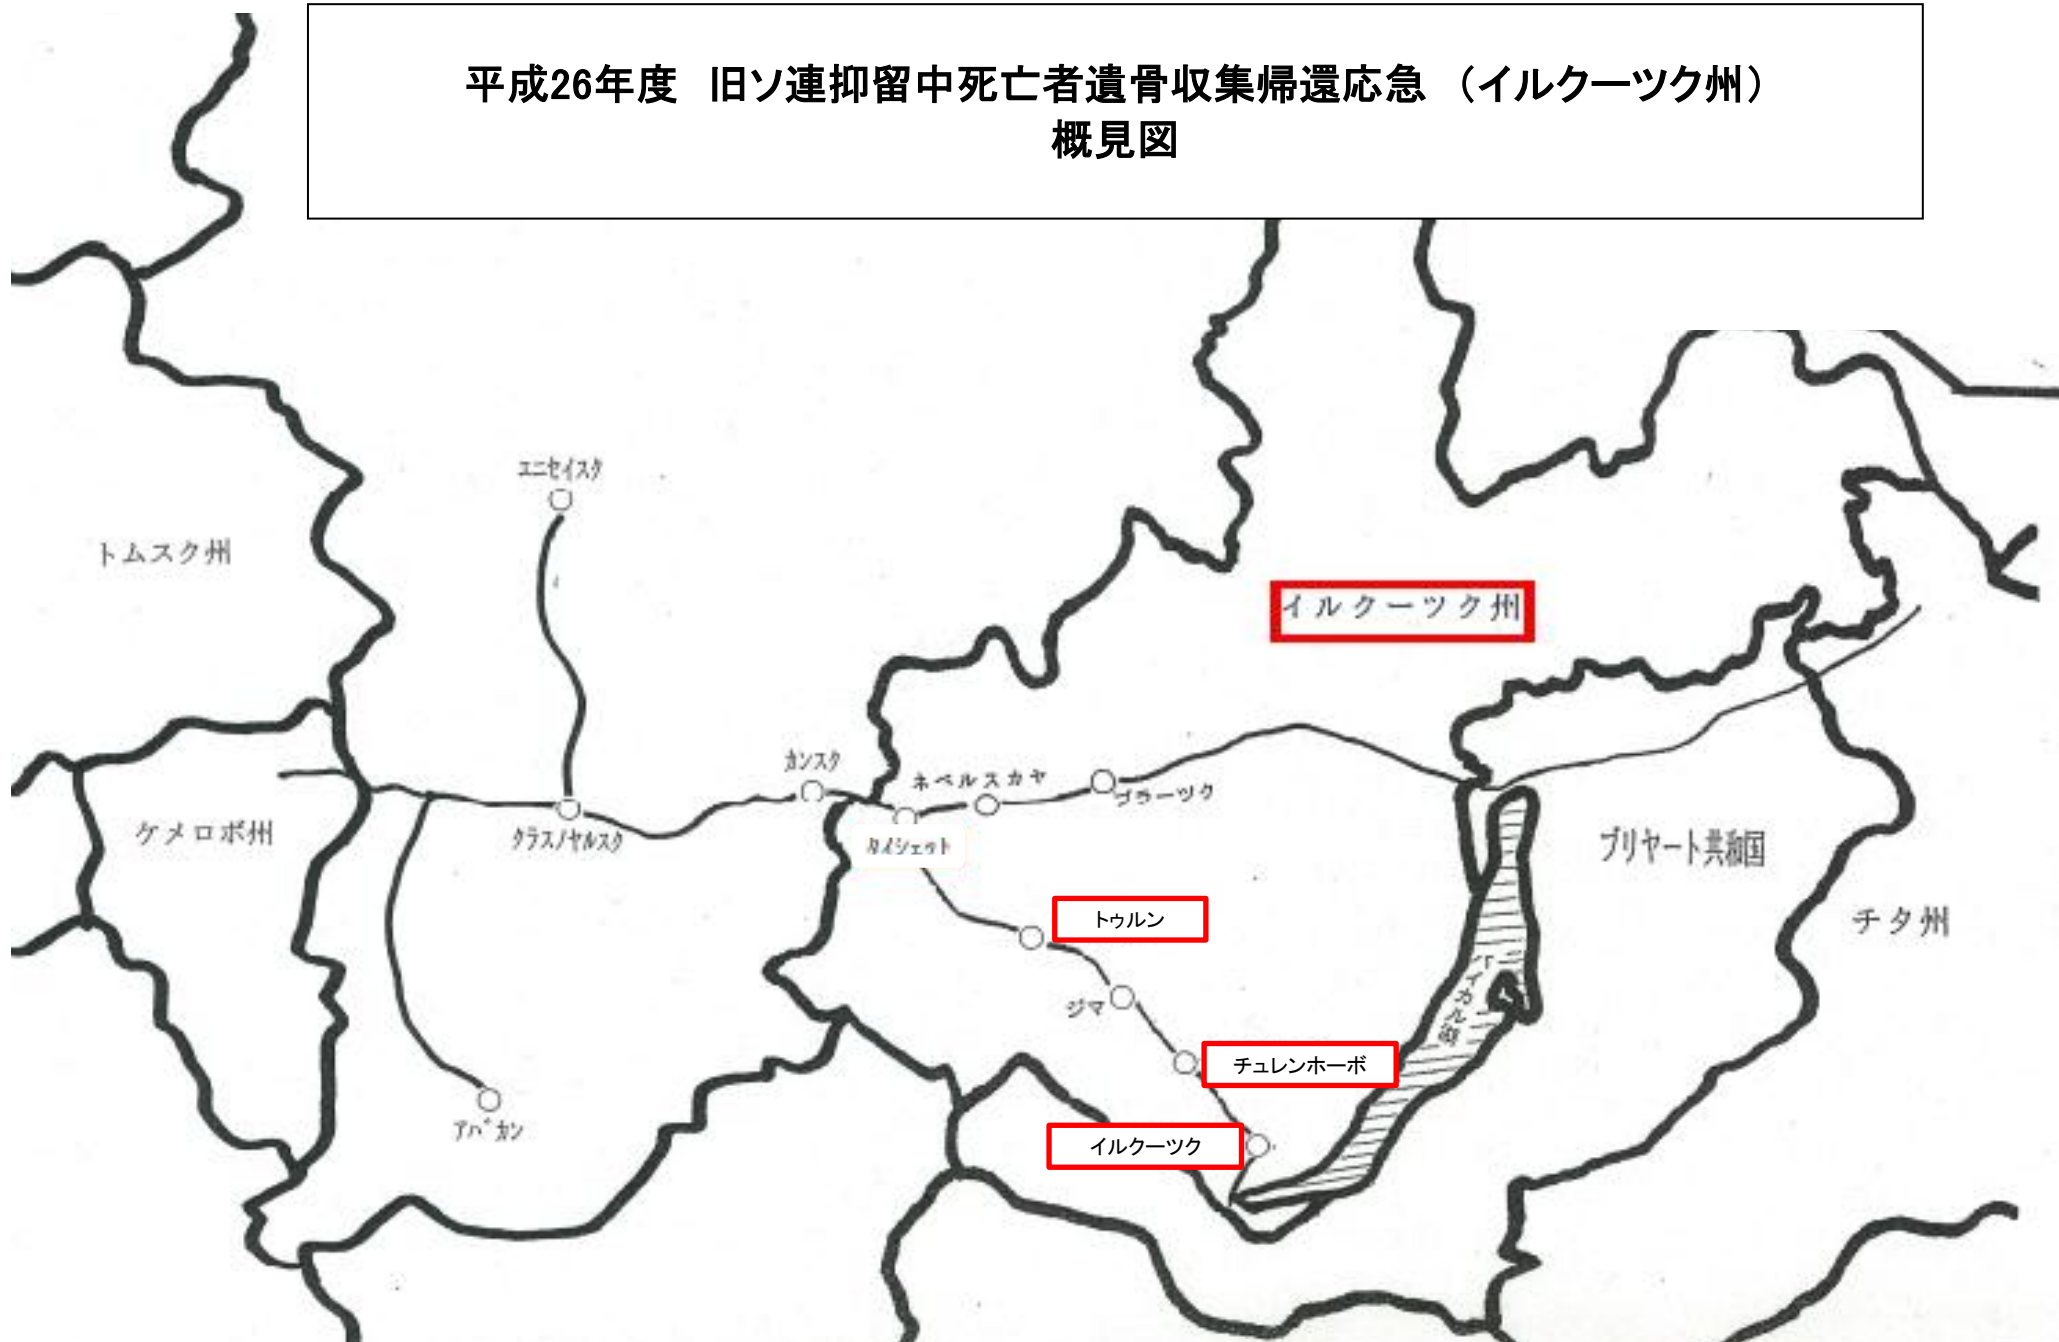 平成26年度 旧ソ連抑留中死亡者遺骨収集帰還応急 (イルクーツク州)
概見図
エニセイスク
トムスク州
イルクーツク州
カンスク
ネベルスカヤ
ブラーツク
ケメロボ州
クラスノヤルスク
タイシェット
ブリヤート共和国
チタ州
トゥルン
バイカル湖
ジマ
チュレンホーボ
アバカン
イルクーツク